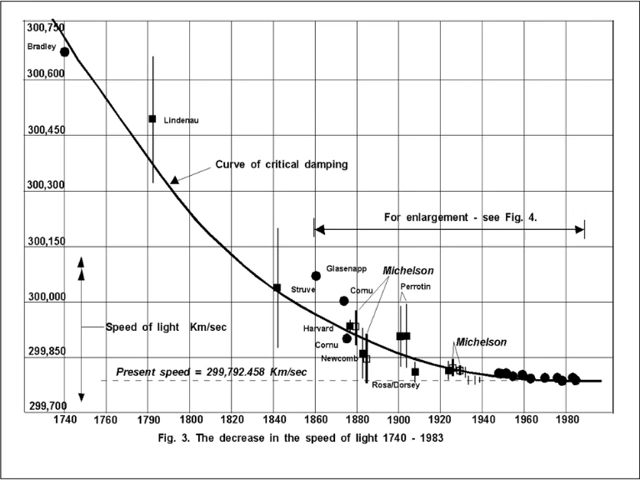 300,750
Bradley
300,600
Lindenau
300,450
Curve of critical damping
300,300
For enlargement - see Fig. 4.
300,150
Glasenapp
Michelson
Struve
Cornu
Perrotin
300,000
Speed of light Km/sec
Harvard
Cornu
Michelson
299,850
Newcomb
Present speed = 299,792.458 Km/sec
Rosa/Dorsey
299,700
1740 1760 1780 1800 1820 1840 1860 1880 1900 1920 1940 1960 1980
Fig. 3. The decrease in the speed of light 1740 - 1983